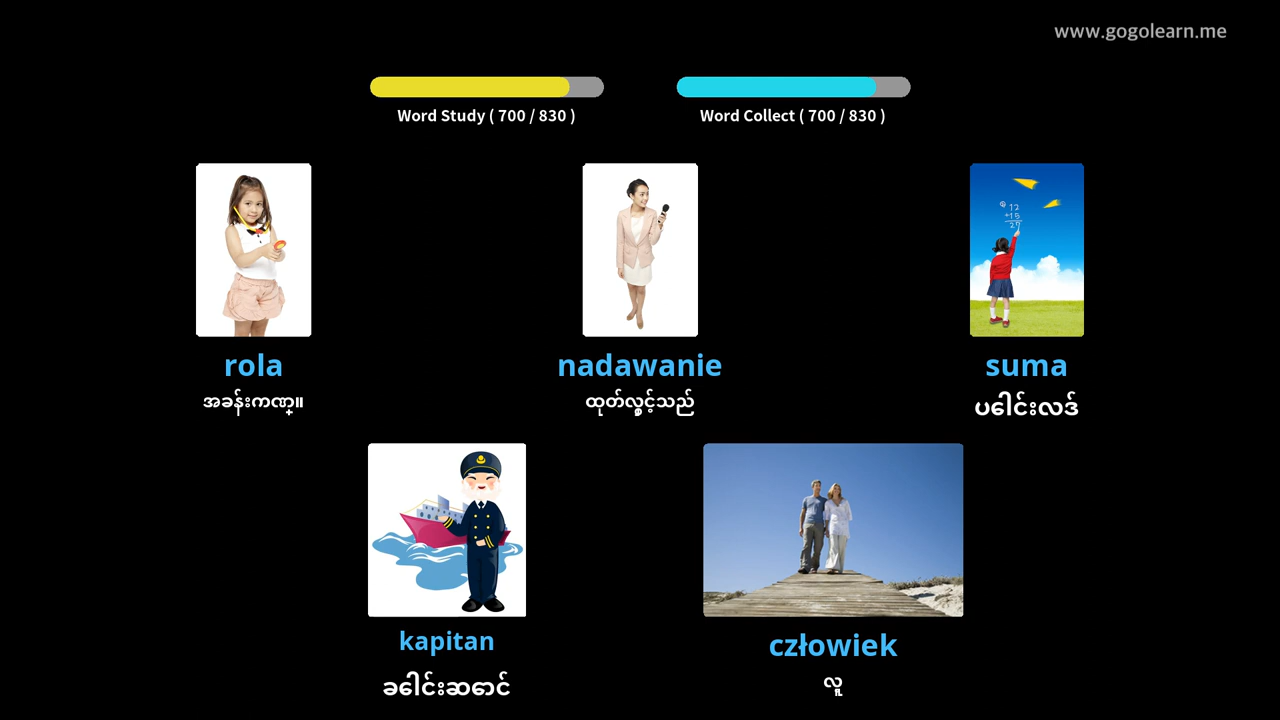 www.gogolearn.me
Word Study ( 700 / 830 )
Word Collect ( 700 / 830 )
rola
အခန်းကဏ္။
nadawanie
ထုတ်လွှင့်သည်
suma
ပေါင်းလဒ်
kapitan
ခေါင်းဆောင်
człowiek
လူ